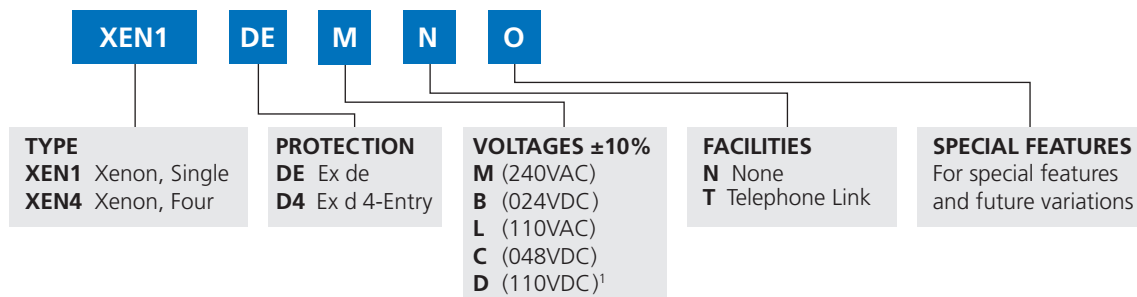 XEN1 DE M N O
TYPE
XEN1 Xenon, Single
XEN4 Xenon, Four
PROTECTION
DE Ex de
D4 Ex d 4-Entry
VOLTAGES ±10%
M (240VAC)
B (024VDC)
L (110VAC)
C (048VDC)
D (110VDC)¹
FACILITIES
N None
T Telephone Link
SPECIAL FEATURES
For special features
and future variations